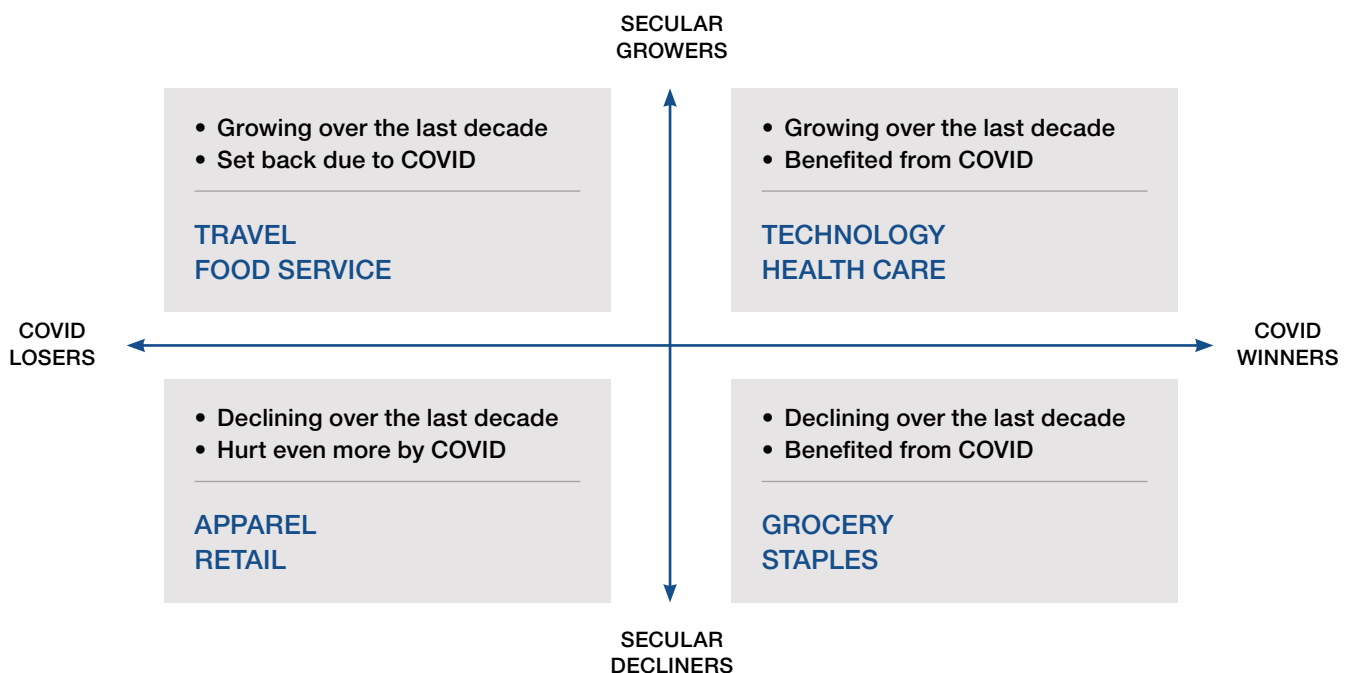 SECULAR
GROWERS
• Growing over the last decade
• Set back due to COVID
TRAVEL
FOOD SERVICE
• Growing over the last decade
• Benefited from COVID
TECHNOLOGY
HEALTH CARE
COVID
LOSERS
COVID
WINNERS
• Declining over the last decade
• Hurt even more by COVID
APPAREL
RETAIL
• Declining over the last decade
• Benefited from COVID
GROCERY
STAPLES
SECULAR
DECLINERS